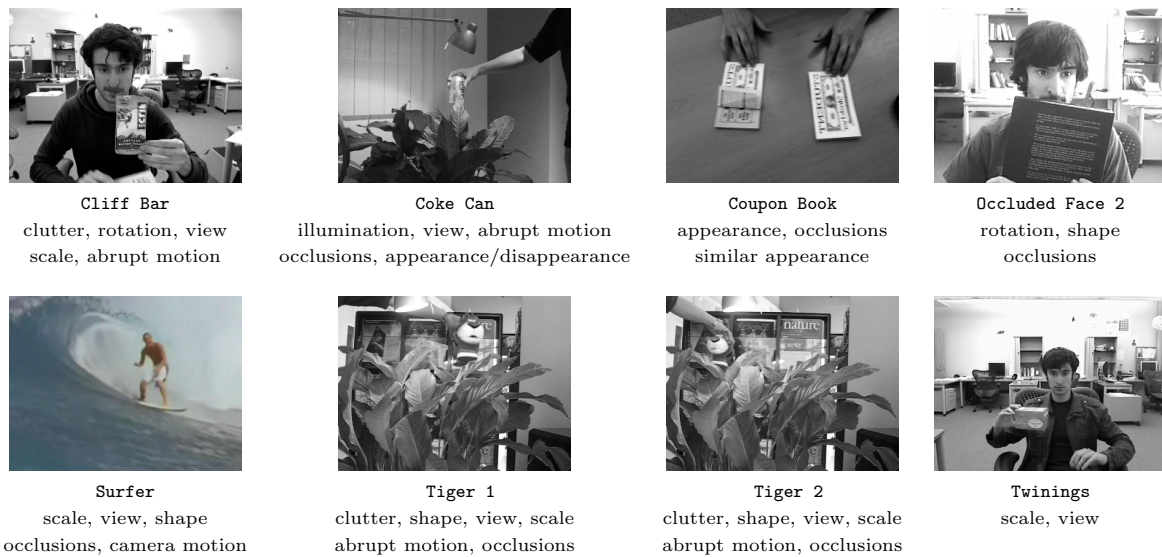 Cliff Bar
clutter, rotation, view
scale, abrupt motion
Coke Can
illumination, view, abrupt motion
occlusions, appearance/disappearance
Coupon Book
appearance, occlusions
similar appearance
Occluded Face 2
rotation, shape
occlusions
nature
Surfer
scale, view, shape
occlusions, camera motion
Tiger 1
clutter, shape, view, scale
abrupt motion, occlusions
Tiger 2
clutter, shape, view, scale
abrupt motion, occlusions
Twinings
scale, view